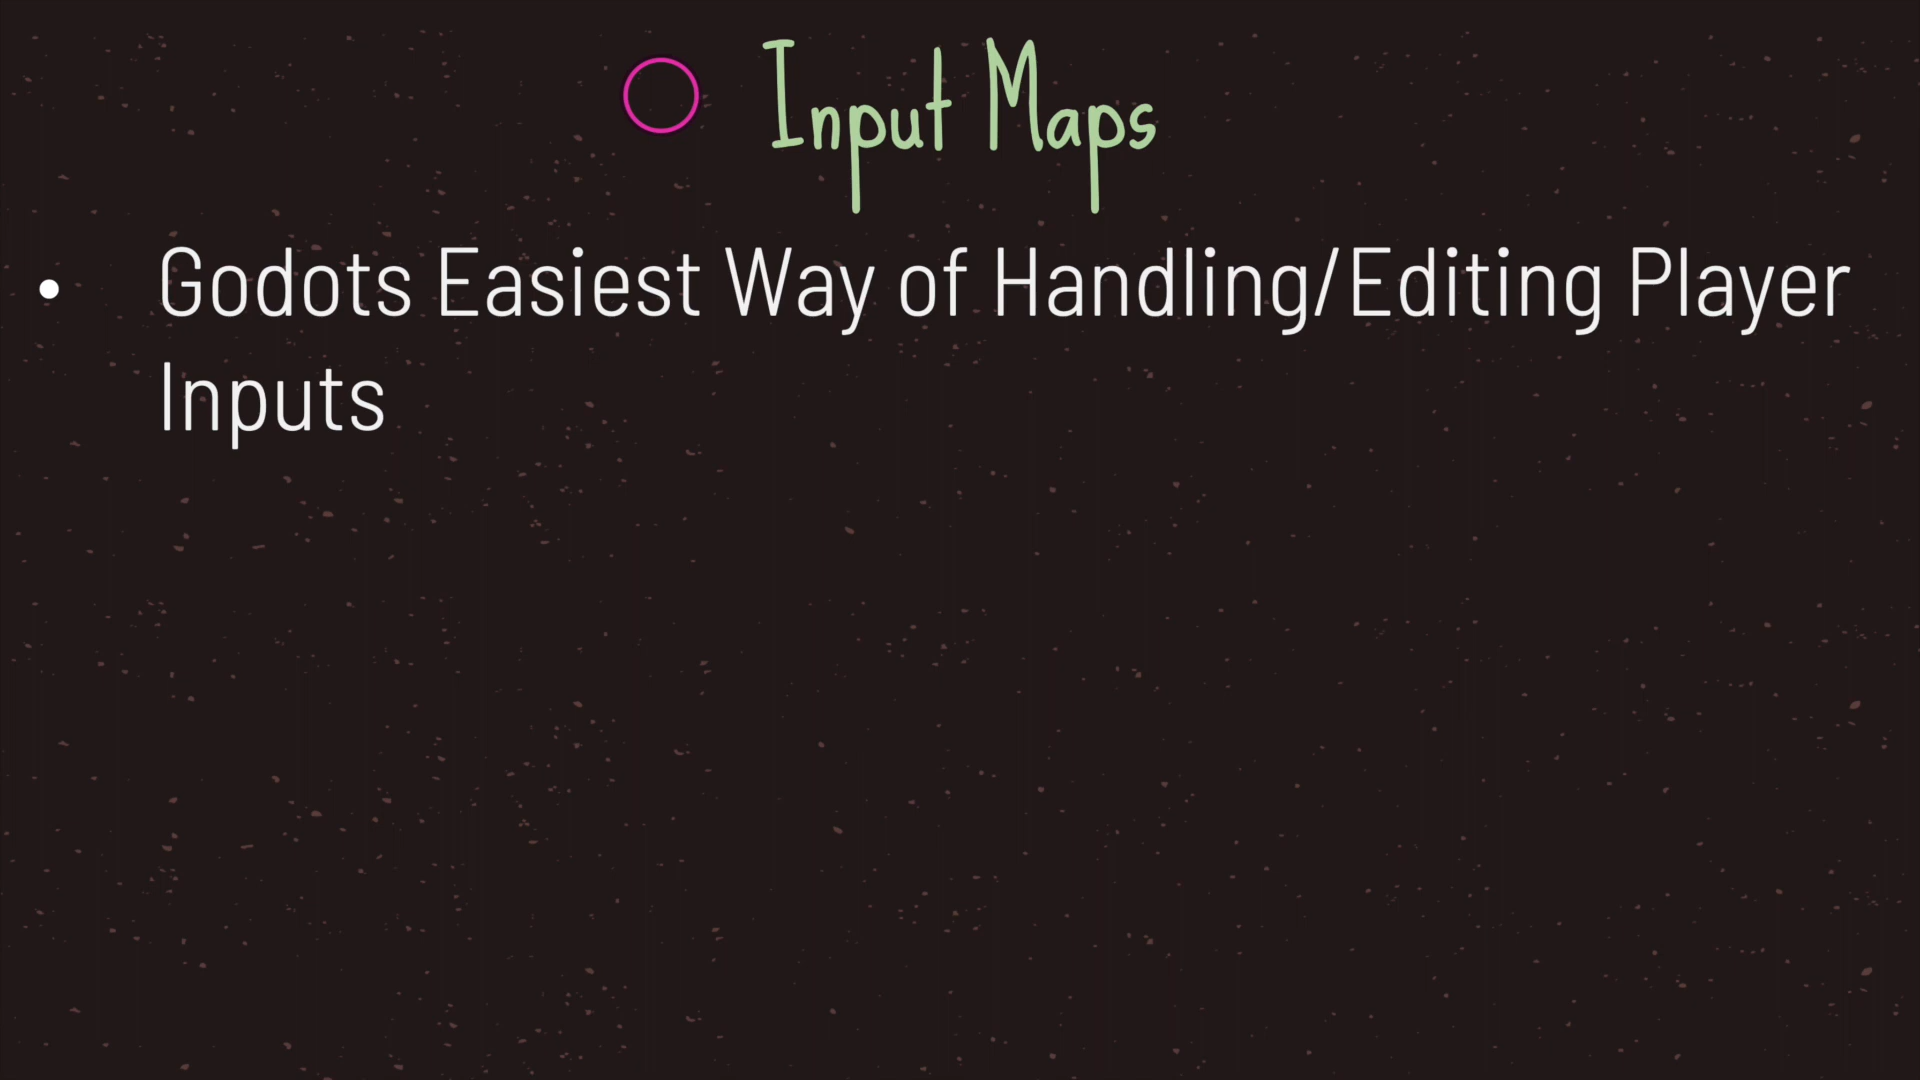 Input Maps
• Godots Easiest Way of Handling/Editing Player
Inputs